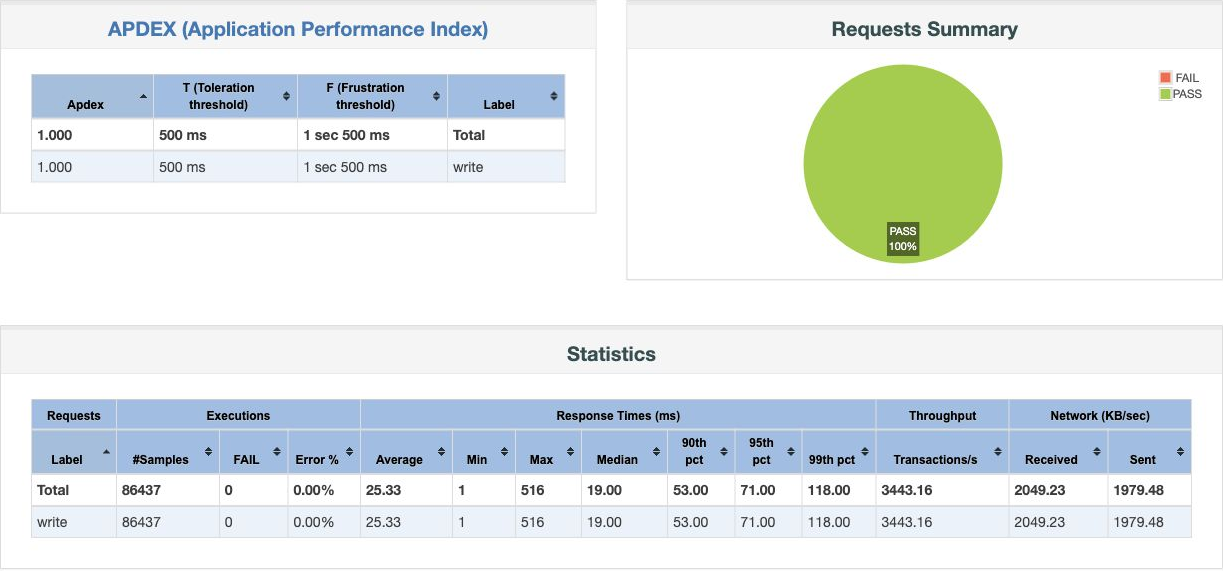 APDEX (Application Performance Index)
Apdex T (Toleration threshold) F (Frustration threshold) Label
1.000 500 ms 1 sec 500 ms Total
1.000 500 ms 1 sec 500 ms write
Requests Summary
FAIL
PASS
PASS
100%
Statistics
Requests Executions Response Times (ms) Throughput Network (KB/sec)
Label #Samples FAIL Error % Average Min Max Median 90th pct 95th pct 99th pct Transactions/s Received Sent
Total 86437 0 0.00% 25.33 1 516 19.00 53.00 71.00 118.00 3443.16 2049.23 1979.48
write 86437 0 0.00% 25.33 1 516 19.00 53.00 71.00 118.00 3443.16 2049.23 1979.48